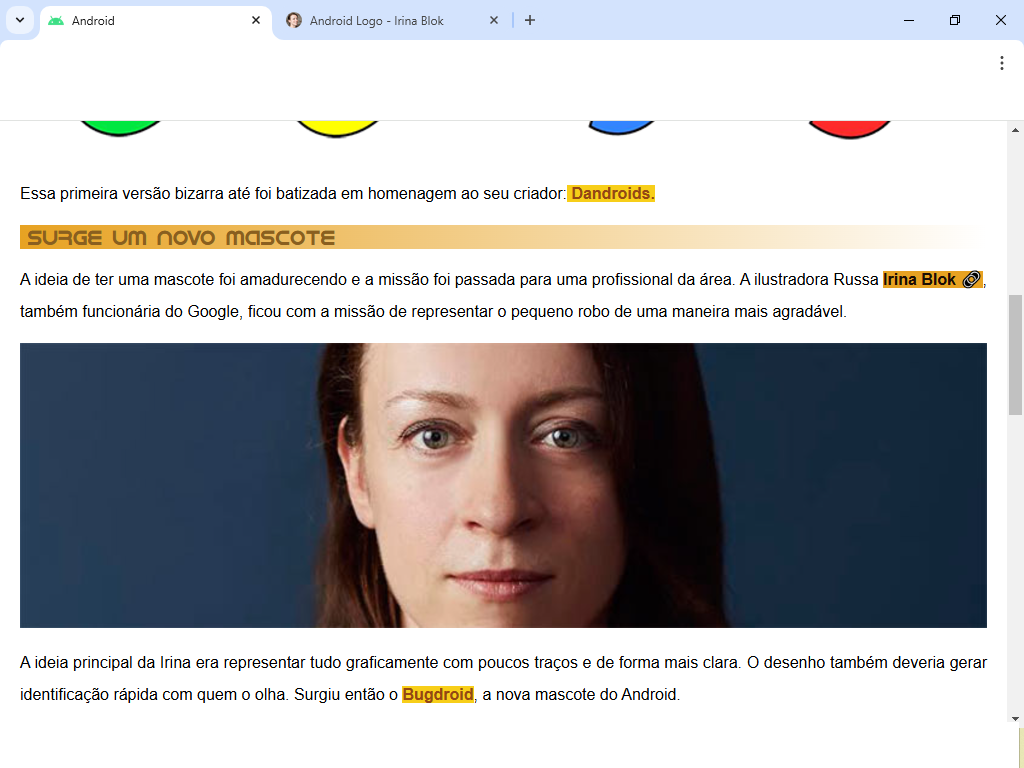 Android
Android Logo - Irina Blok
Essa primeira versão bizarra até foi batizada em homenagem ao seu criador: Dandroids.
SURGE UM NOVO MASCOTE
A ideia de ter uma mascote foi amadurecendo e a missão foi passada para uma profissional da área. A ilustradora Russa Irina Blok 🔗,
também funcionária do Google, ficou com a missão de representar o pequeno robo de uma maneira mais agradável.
A ideia principal da Irina era representar tudo graficamente com poucos traços e de forma mais clara. O desenho também deveria gerar
identificação rápida com quem o olha. Surgiu então o Bugdroid, a nova mascote do Android.